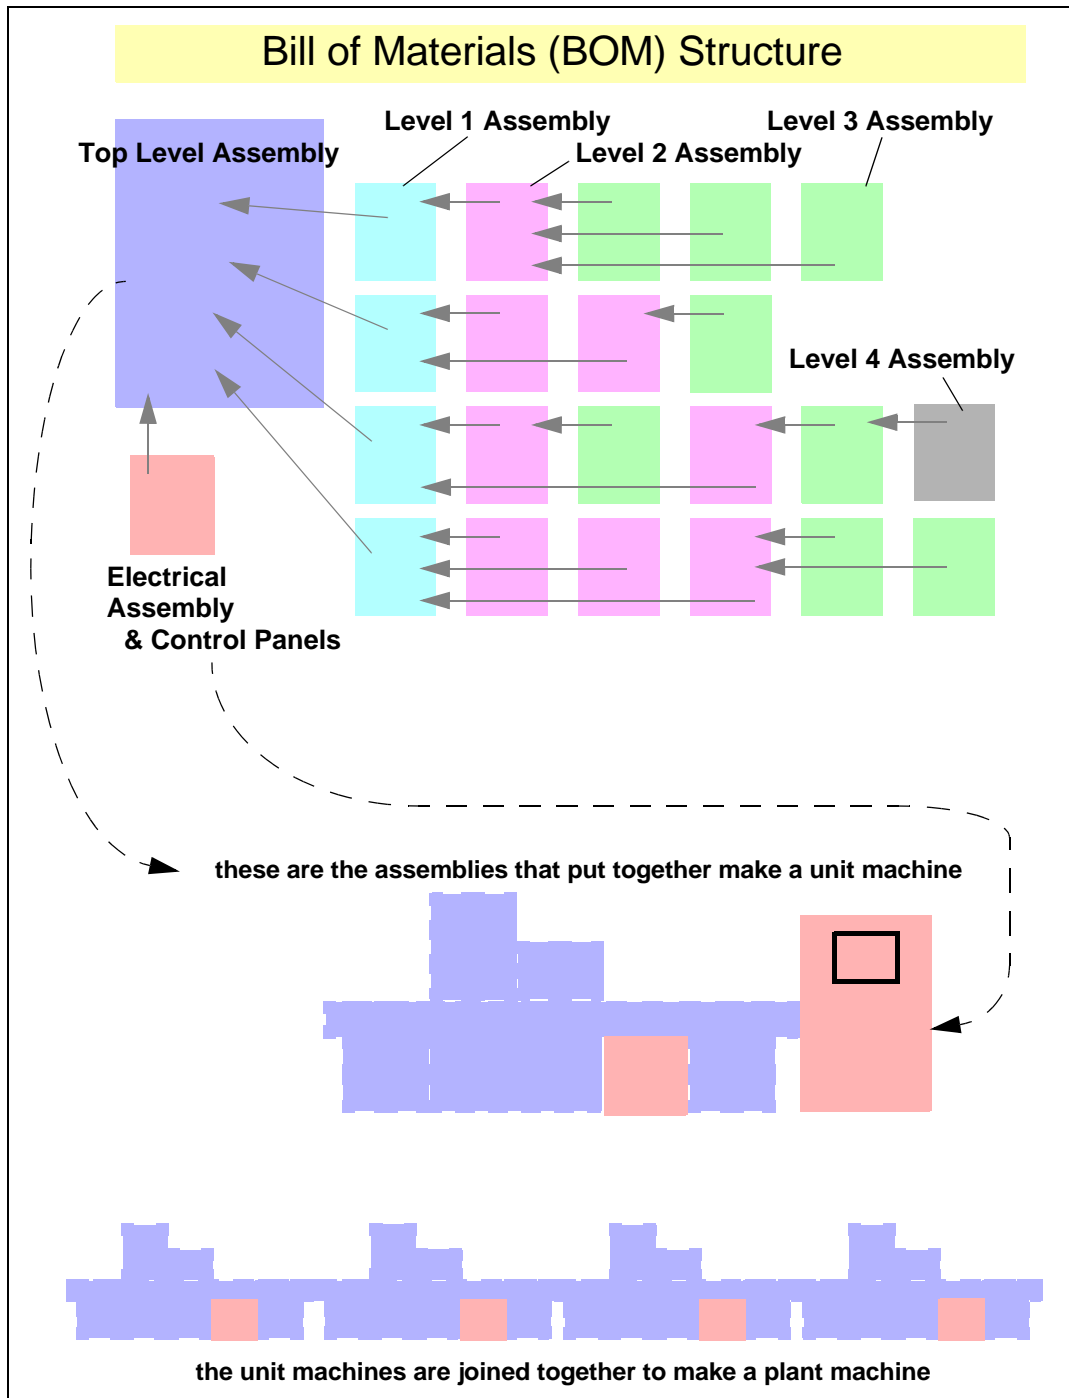 Bill of Materials (BOM) Structure
Level 1 Assembly
Level 3 Assembly
Top Level Assembly
Level 2 Assembly
Level 4 Assembly
Electrical
Assembly
& Control Panels
these are the assemblies that put together make a unit machine
the unit machines are joined together to make a plant machine